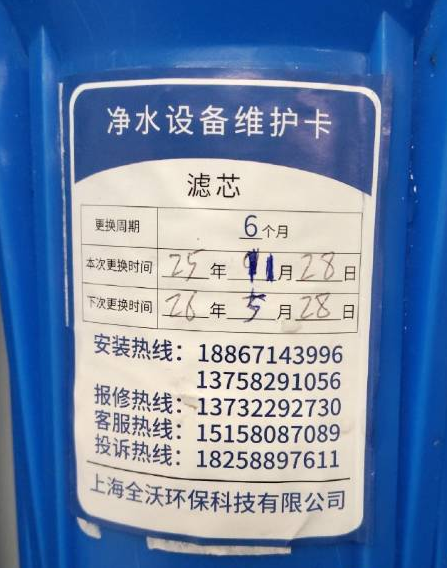 净水设备维护卡
滤芯
更换周期 6个月
本次更换时间 25年11月28日
下次更换时间 26年5月28日
安装热线：18867143996
13758291056
报修热线：13732292730
客服热线：15158087089
投诉热线：18258897611
上海全沃环保科技有限公司